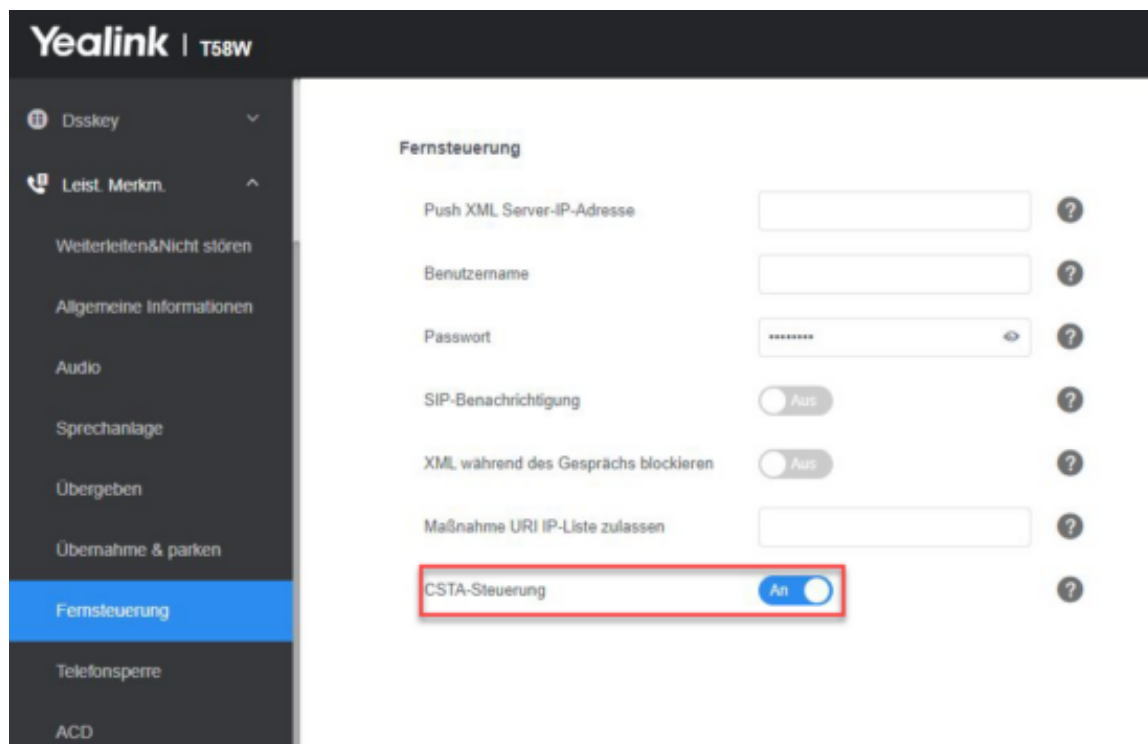 Yealink | T58W
Dsskey
Leist. Merkm.
Weiterleiten&Nicht stören
Allgemeine Informationen
Audio
Sprechanlage
Übergeben
Übernahme & parken
Fernsteuerung
Telefonsperre
ACD
Fernsteuerung
Push XML Server-IP-Adresse
Benutzername
Passwort ••••••••
SIP-Benachrichtigung Aus
XML während des Gesprächs blockieren Aus
Maßnahme URI IP-Liste zulassen
CSTA-Steuerung An